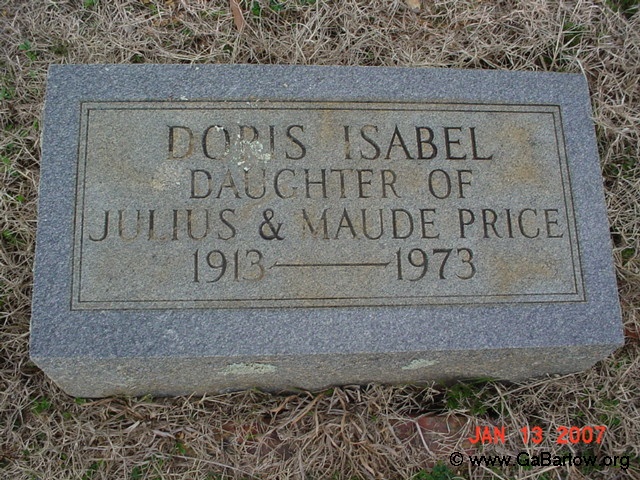 DORIS ISABEL
DAUGHTER OF
JULIUS & MAUDE PRICE
1913 — 1973
JAN 13 2007
© www.GaBartow.org